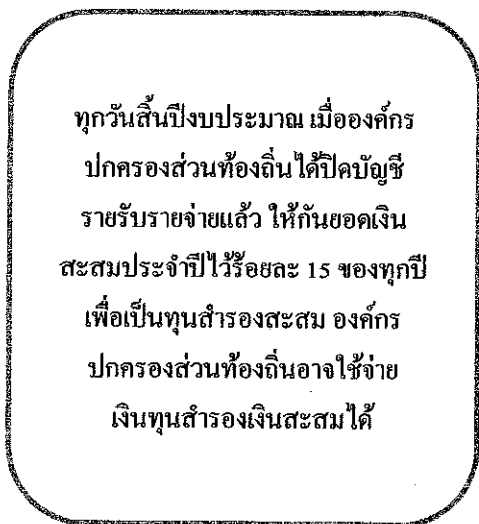 ทุกวันสิ้นปีงบประมาณ เมื่อองค์กร
ปกครองส่วนท้องถิ่นได้ปิดบัญชี
รายรับรายจ่ายแล้ว ให้กันยอดเงิน
สะสมประจำปีไว้ร้อยละ 15 ของทุกปี
เพื่อเป็นทุนสำรองสะสม องค์กร
ปกครองส่วนท้องถิ่นอาจใช้จ่าย
เงินทุนสำรองเงินสะสมได้